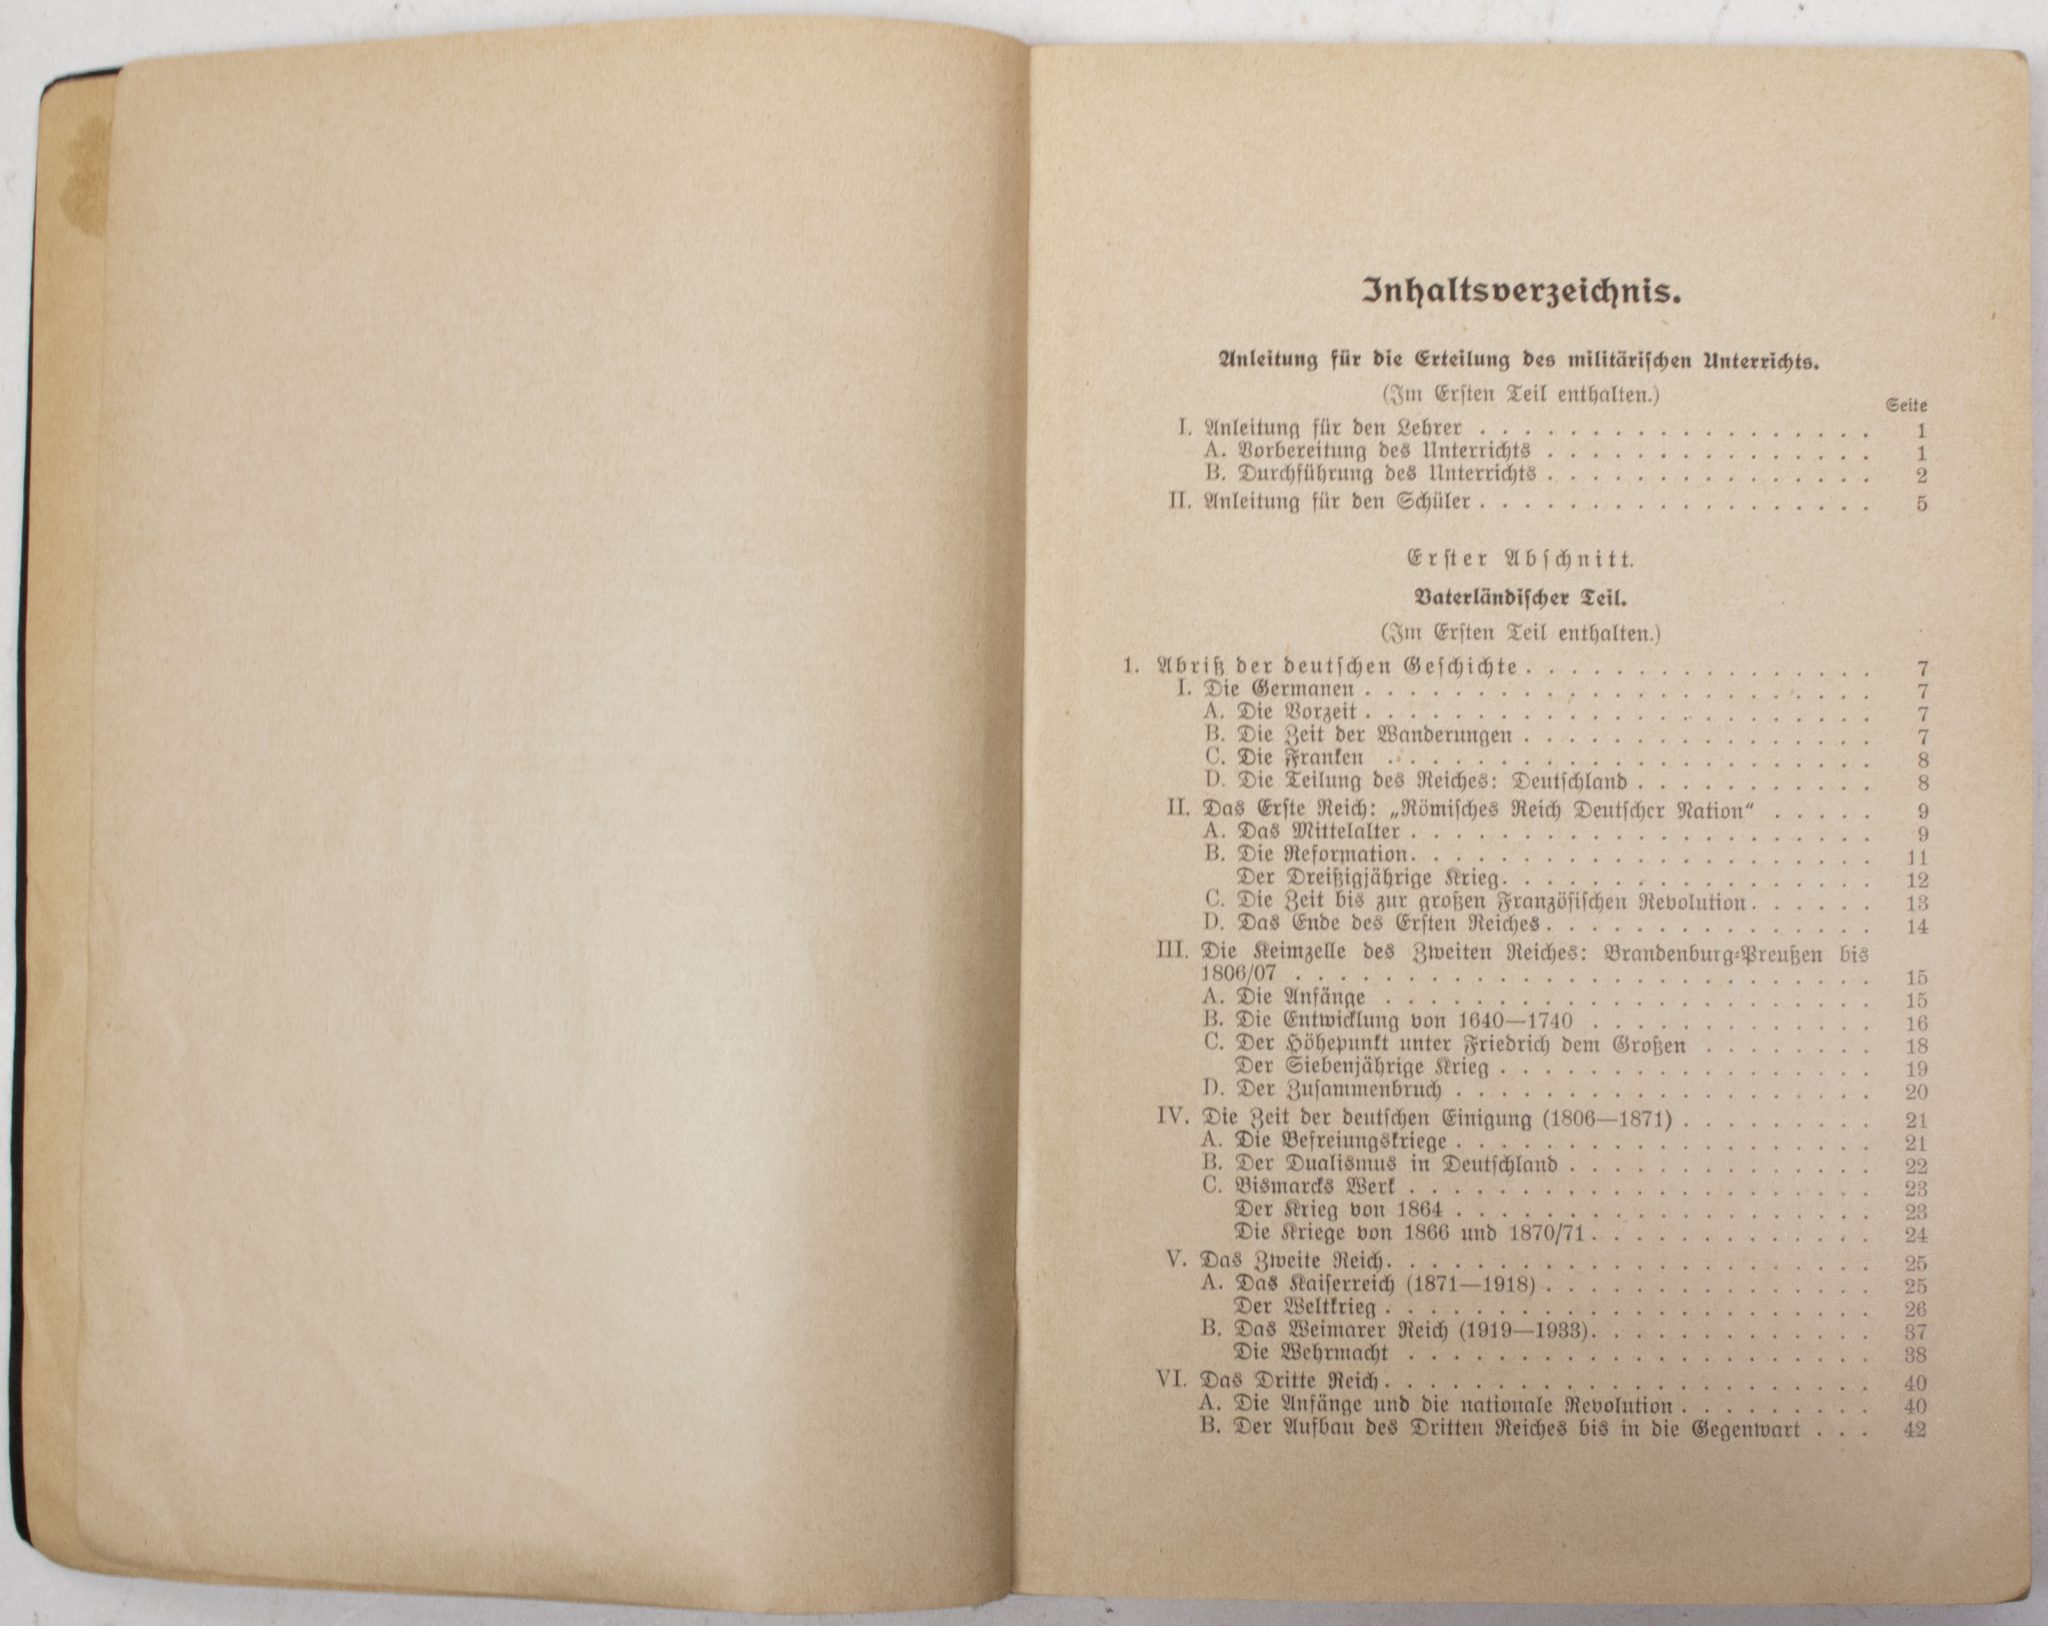 Inhaltsverzeichnis.
Anleitung für die Erteilung des militärischen Unterrichts.
(Im Ersten Teil enthalten.)
Seite
I. Anleitung für den Lehrer . . . . . . . . . . . . . . . . . . 1
A. Vorbereitung des Unterrichts . . . . . . . . . . . . . . . 1
B. Durchführung des Unterrichts . . . . . . . . . . . . . . . 2
II. Anleitung für den Schüler . . . . . . . . . . . . . . . . . . 5
Erster Abschnitt.
Vaterländischer Teil.
(Im Ersten Teil enthalten.)
1. Abriß der deutschen Geschichte . . . . . . . . . . . . . . . . 7
I. Die Germanen . . . . . . . . . . . . . . . . . . . . . . . 7
A. Die Vorzeit . . . . . . . . . . . . . . . . . . . . . . . 7
B. Die Zeit der Wanderungen . . . . . . . . . . . . . . . . 7
C. Die Franken . . . . . . . . . . . . . . . . . . . . . . 8
D. Die Teilung des Reiches: Deutschland . . . . . . . . . . . 8
II. Das Erste Reich: „Römisches Reich Deutscher Nation“ . . . . . 9
A. Das Mittelalter . . . . . . . . . . . . . . . . . . . . . 9
B. Die Reformation . . . . . . . . . . . . . . . . . . . . . 11
Der Dreißigjährige Krieg . . . . . . . . . . . . . . . . . 12
C. Die Zeit bis zur großen Französischen Revolution . . . . . . 13
D. Das Ende des Ersten Reiches . . . . . . . . . . . . . . . 14
III. Die Keimzelle des Zweiten Reiches: Brandenburg-Preußen bis
1806/07 . . . . . . . . . . . . . . . . . . . . . . . . . . 15
A. Die Anfänge . . . . . . . . . . . . . . . . . . . . . . 15
B. Die Entwicklung von 1640—1740 . . . . . . . . . . . . . 16
C. Der Höhepunkt unter Friedrich dem Großen . . . . . . . . 18
Der Siebenjährige Krieg . . . . . . . . . . . . . . . . . 19
D. Der Zusammenbruch . . . . . . . . . . . . . . . . . . . 20
IV. Die Zeit der deutschen Einigung (1806—1871) . . . . . . . . . 21
A. Die Befreiungskriege . . . . . . . . . . . . . . . . . . . 21
B. Der Dualismus in Deutschland . . . . . . . . . . . . . . 22
C. Bismarcks Werk . . . . . . . . . . . . . . . . . . . . . 23
Der Krieg von 1864 . . . . . . . . . . . . . . . . . . . 23
Die Kriege von 1866 und 1870/71 . . . . . . . . . . . . . 24
V. Das Zweite Reich . . . . . . . . . . . . . . . . . . . . . . 25
A. Das Kaiserreich (1871—1918) . . . . . . . . . . . . . . . 25
Der Weltkrieg . . . . . . . . . . . . . . . . . . . . . . 26
B. Das Weimarer Reich (1919—1933) . . . . . . . . . . . . . 37
Die Wehrmacht . . . . . . . . . . . . . . . . . . . . . 38
VI. Das Dritte Reich . . . . . . . . . . . . . . . . . . . . . . 40
A. Die Anfänge und die nationale Revolution . . . . . . . . . 40
B. Der Aufbau des Dritten Reiches bis in die Gegenwart . . . 42